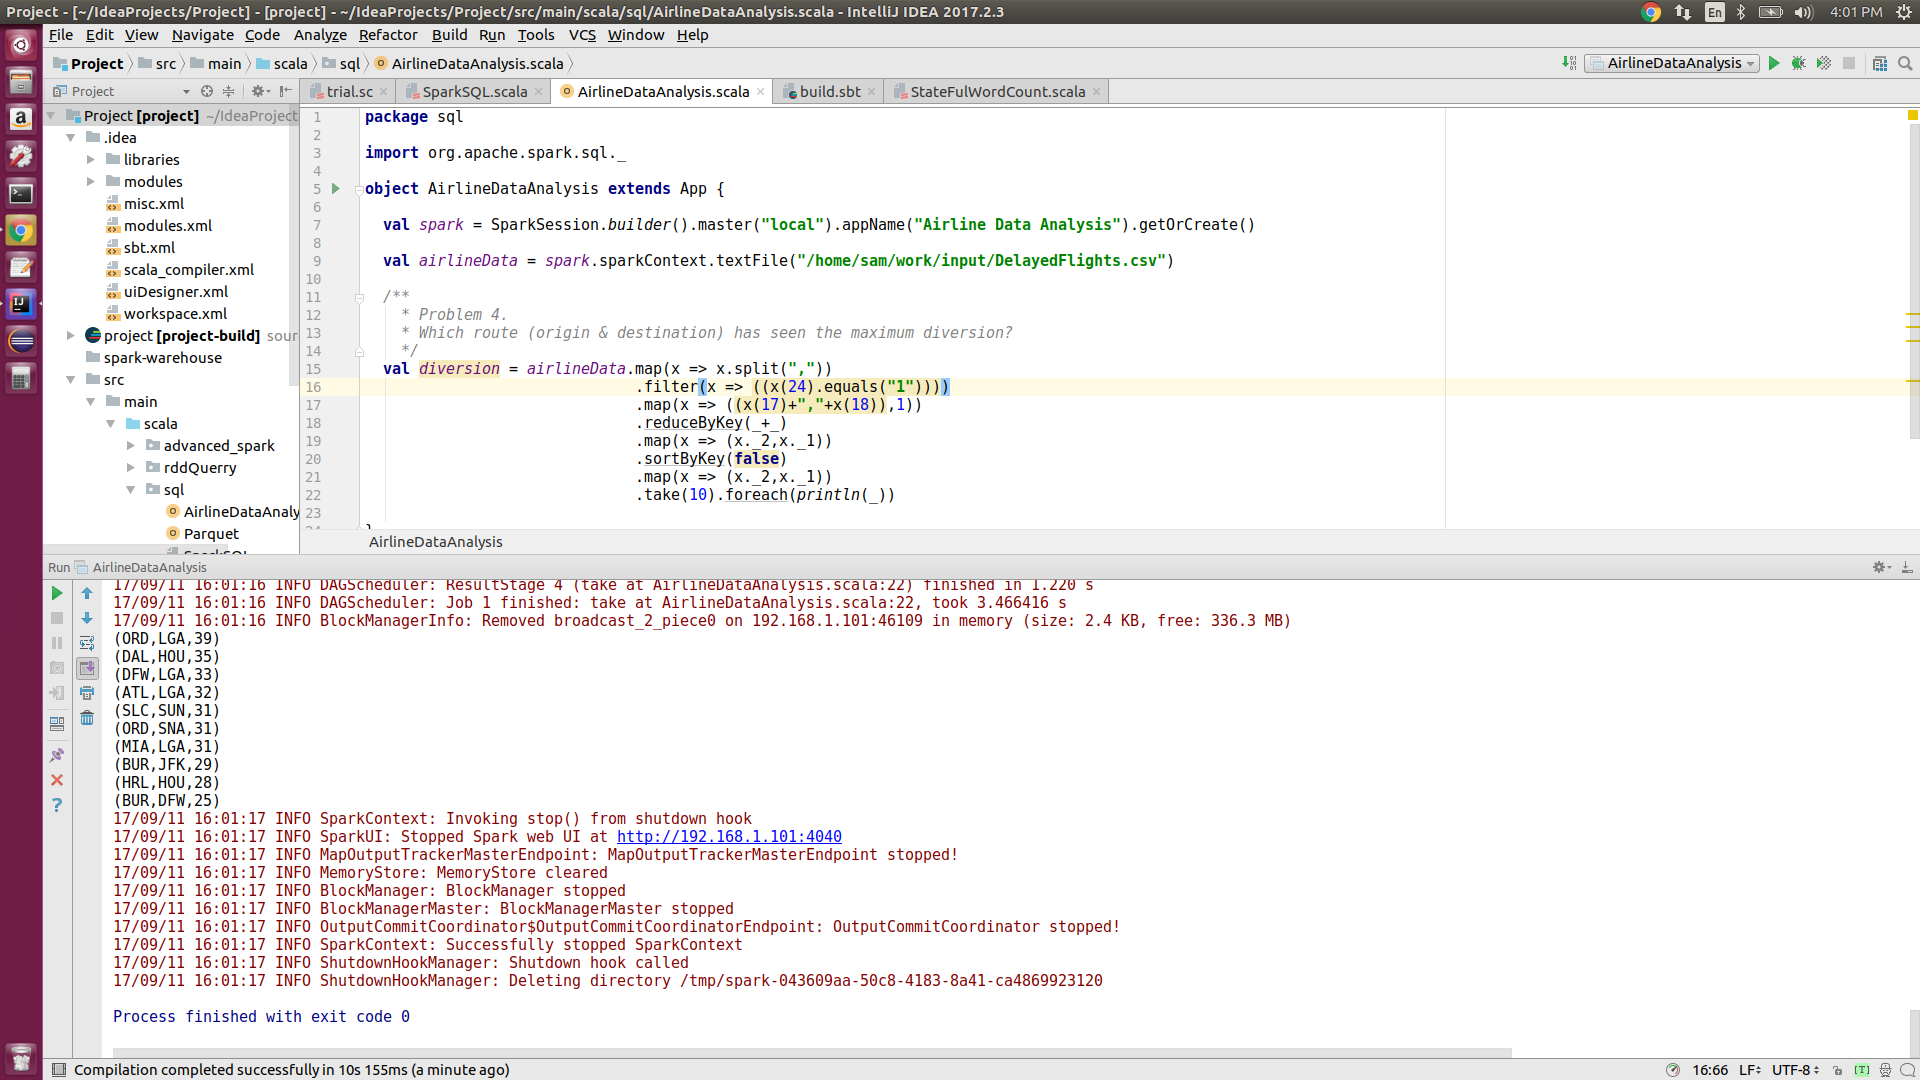 Project - [~/IdeaProjects/Project] - [project] - ~/IdeaProjects/Project/src/main/scala/sql/AirlineDataAnalysis.scala - IntelliJ IDEA 2017.2.3
En
4:01 PM
File Edit View Navigate Code Analyze Refactor Build Run Tools VCS Window Help
Project src main scala sql AirlineDataAnalysis.scala
AirlineDataAnalysis
Project
trial.sc SparkSQL.scala AirlineDataAnalysis.scala build.sbt StateFulWordCount.scala
Project [project] ~/IdeaProject
.idea
libraries
modules
misc.xml
modules.xml
sbt.xml
scala_compiler.xml
uiDesigner.xml
workspace.xml
project [project-build] sour
spark-warehouse
src
main
scala
advanced_spark
rddQuerry
sql
AirlineDataAnaly
Parquet
SparkSQL
1 package sql
2
3 import org.apache.spark.sql._
4
5 object AirlineDataAnalysis extends App {
6
7 val spark = SparkSession.builder().master("local").appName("Airline Data Analysis").getOrCreate()
8
9 val airlineData = spark.sparkContext.textFile("/home/sam/work/input/DelayedFlights.csv")
10
11 /**
12 * Problem 4.
13 * Which route (origin & destination) has seen the maximum diversion?
14 */
15 val diversion = airlineData.map(x => x.split(","))
16 .filter(x => ((x(24).equals("1"))))
17 .map(x => ((x(17)+","+x(18)),1))
18 .reduceByKey(_+_)
19 .map(x => (x._2,x._1))
20 .sortByKey(false)
21 .map(x => (x._2,x._1))
22 .take(10).foreach(println(_))
23
24 }
AirlineDataAnalysis
Run AirlineDataAnalysis
17/09/11 16:01:16 INFO DAGScheduler: ResultStage 4 (take at AirlineDataAnalysis.scala:22) finished in 1.220 s
17/09/11 16:01:16 INFO DAGScheduler: Job 1 finished: take at AirlineDataAnalysis.scala:22, took 3.466416 s
17/09/11 16:01:16 INFO BlockManagerInfo: Removed broadcast_2_piece0 on 192.168.1.101:46109 in memory (size: 2.4 KB, free: 336.3 MB)
(ORD,LGA,39)
(DAL,HOU,35)
(DFW,LGA,33)
(ATL,LGA,32)
(SLC,SUN,31)
(ORD,SNA,31)
(MIA,LGA,31)
(BUR,JFK,29)
(HRL,HOU,28)
(BUR,DFW,25)
17/09/11 16:01:17 INFO SparkContext: Invoking stop() from shutdown hook
17/09/11 16:01:17 INFO SparkUI: Stopped Spark web UI at http://192.168.1.101:4040
17/09/11 16:01:17 INFO MapOutputTrackerMasterEndpoint: MapOutputTrackerMasterEndpoint stopped!
17/09/11 16:01:17 INFO MemoryStore: MemoryStore cleared
17/09/11 16:01:17 INFO BlockManager: BlockManager stopped
17/09/11 16:01:17 INFO BlockManagerMaster: BlockManagerMaster stopped
17/09/11 16:01:17 INFO OutputCommitCoordinator$OutputCommitCoordinatorEndpoint: OutputCommitCoordinator stopped!
17/09/11 16:01:17 INFO SparkContext: Successfully stopped SparkContext
17/09/11 16:01:17 INFO ShutdownHookManager: Shutdown hook called
17/09/11 16:01:17 INFO ShutdownHookManager: Deleting directory /tmp/spark-043609aa-50c8-4183-8a41-ca4869923120
Process finished with exit code 0
Compilation completed successfully in 10s 155ms (a minute ago)
16:66 LF UTF-8 [T]